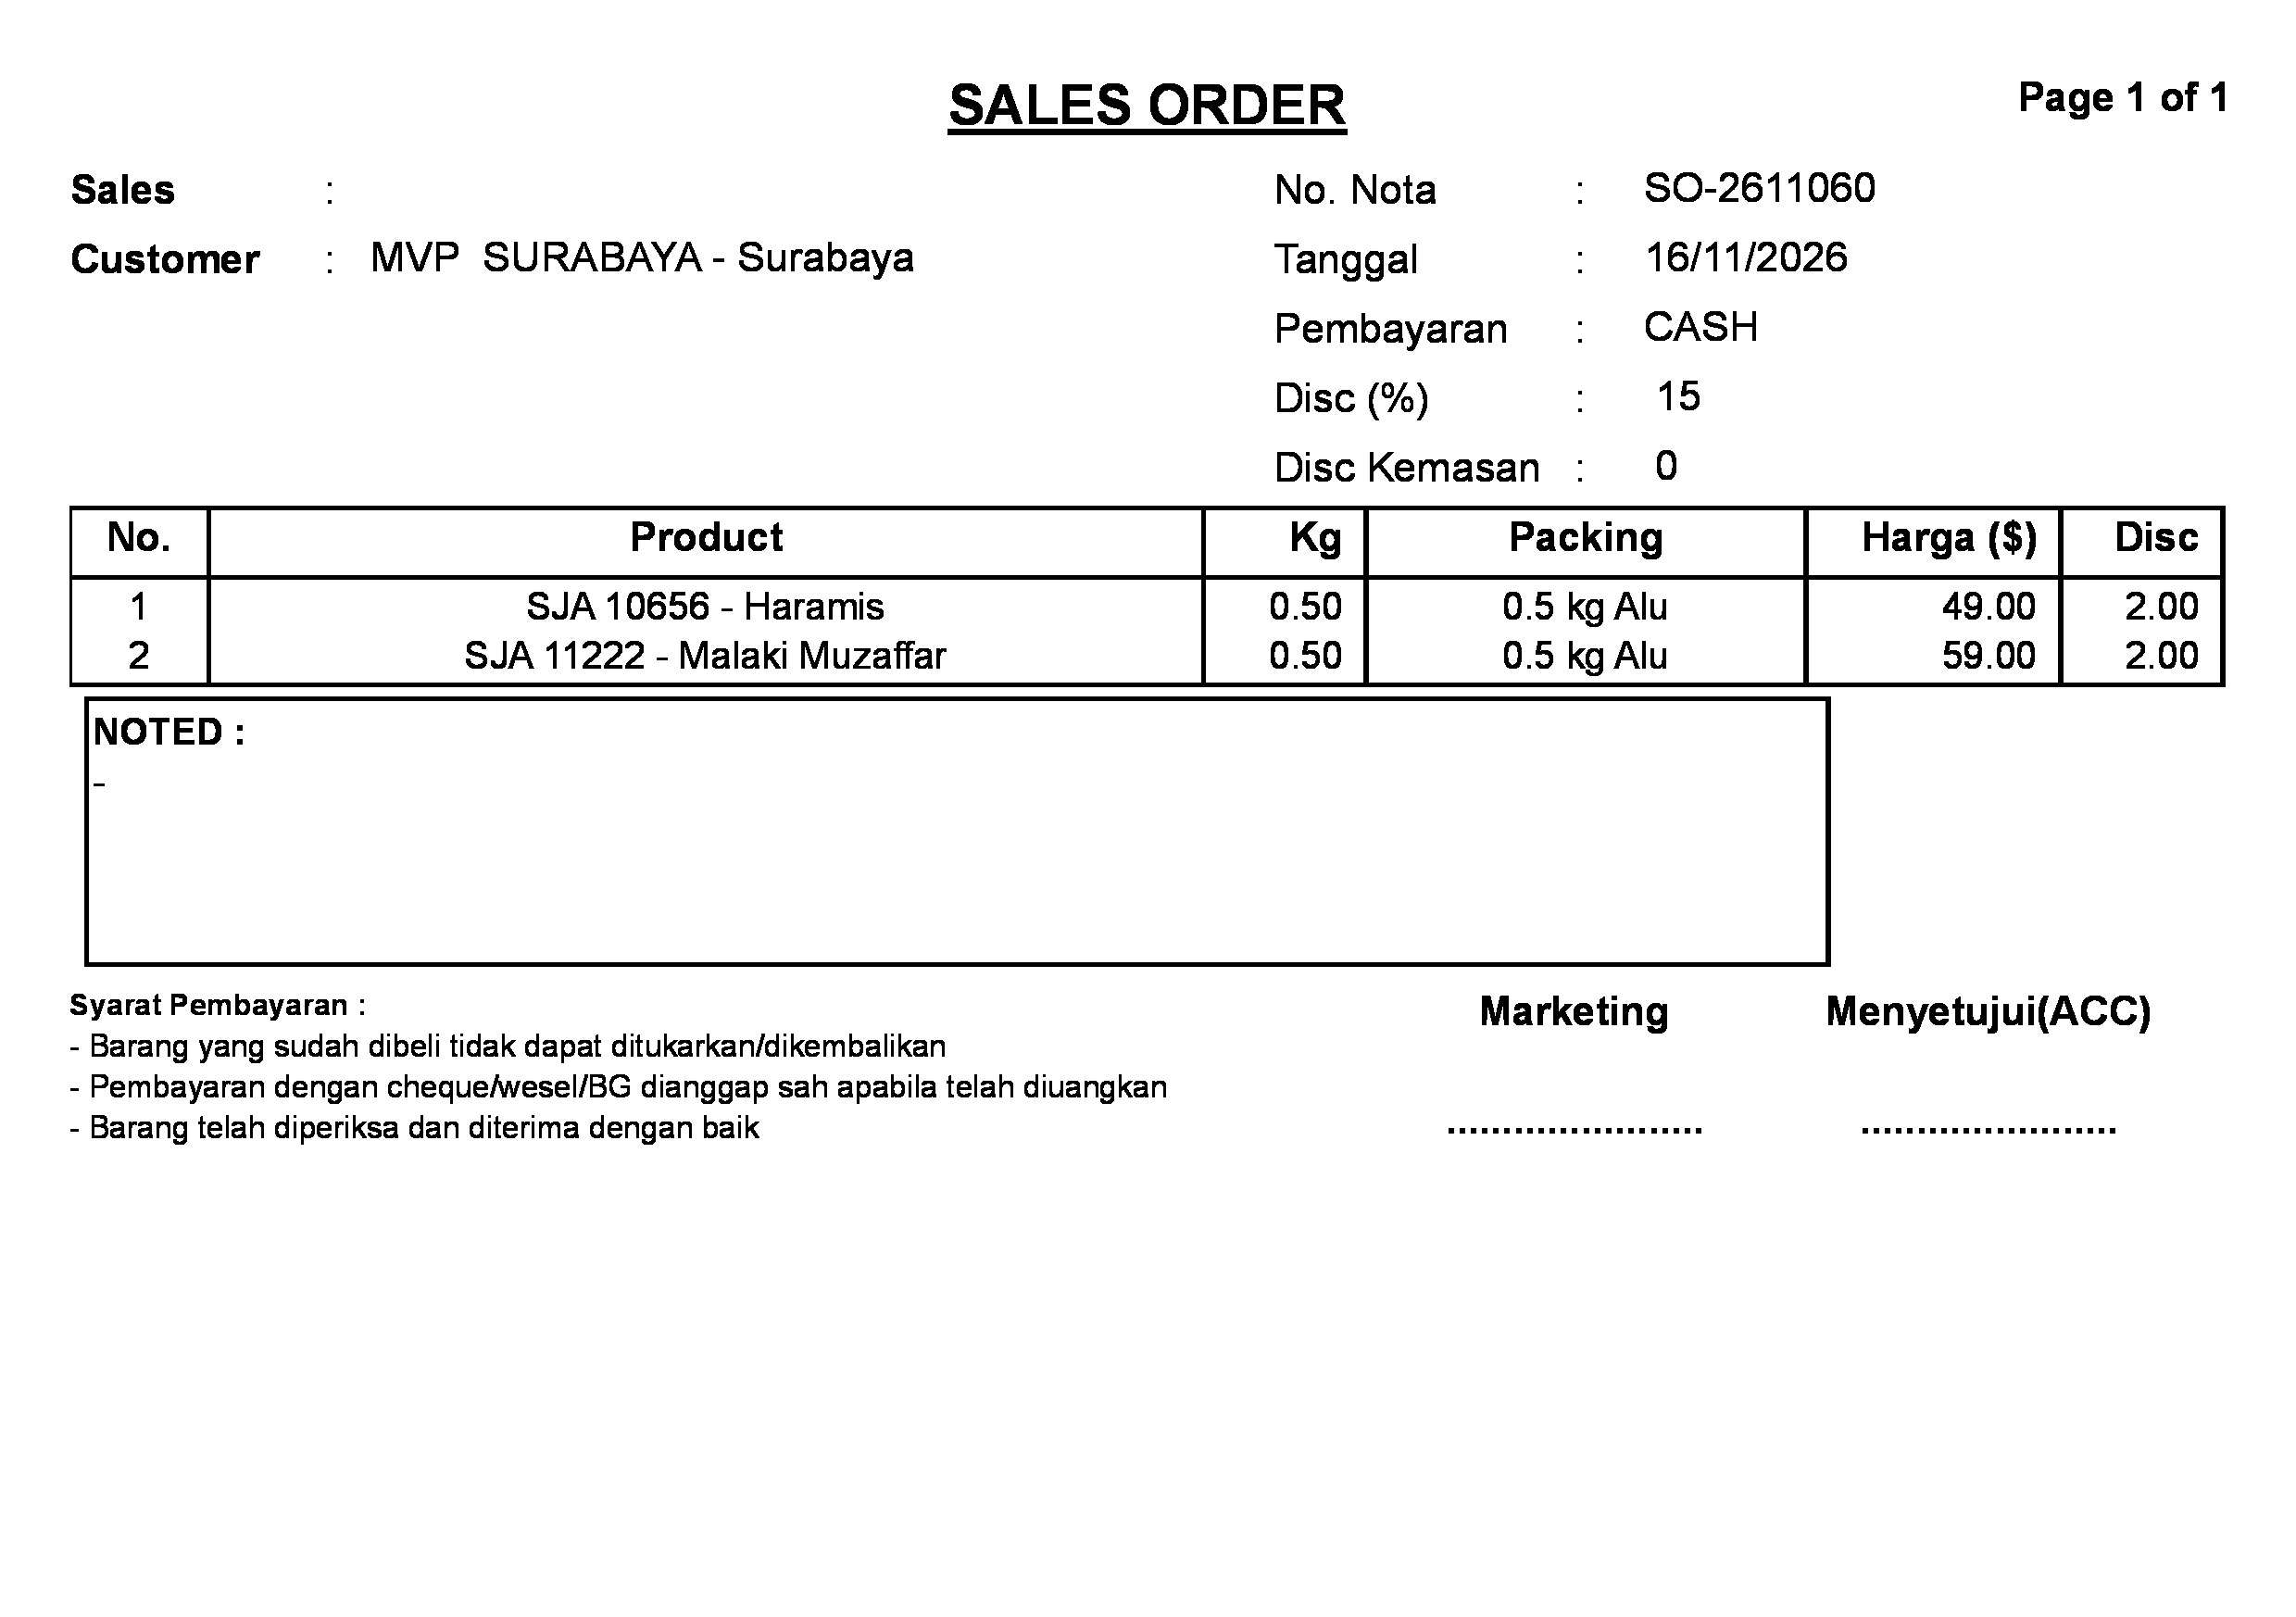 SALES ORDER
Page 1 of 1
Sales :
No. Nota : SO-2611060
Customer : MVP  SURABAYA - Surabaya
Tanggal : 16/11/2026
Pembayaran : CASH
Disc (%) : 15
Disc Kemasan : 0
No. Product Kg Packing Harga ($) Disc
1 SJA 10656 - Haramis 0.50 0.5 kg Alu 49.00 2.00
2 SJA 11222 - Malaki Muzaffar 0.50 0.5 kg Alu 59.00 2.00
NOTED :
-
Syarat Pembayaran :
- Barang yang sudah dibeli tidak dapat ditukarkan/dikembalikan
- Pembayaran dengan cheque/wesel/BG dianggap sah apabila telah diuangkan
- Barang telah diperiksa dan diterima dengan baik
Marketing Menyetujui(ACC)
....................... .......................